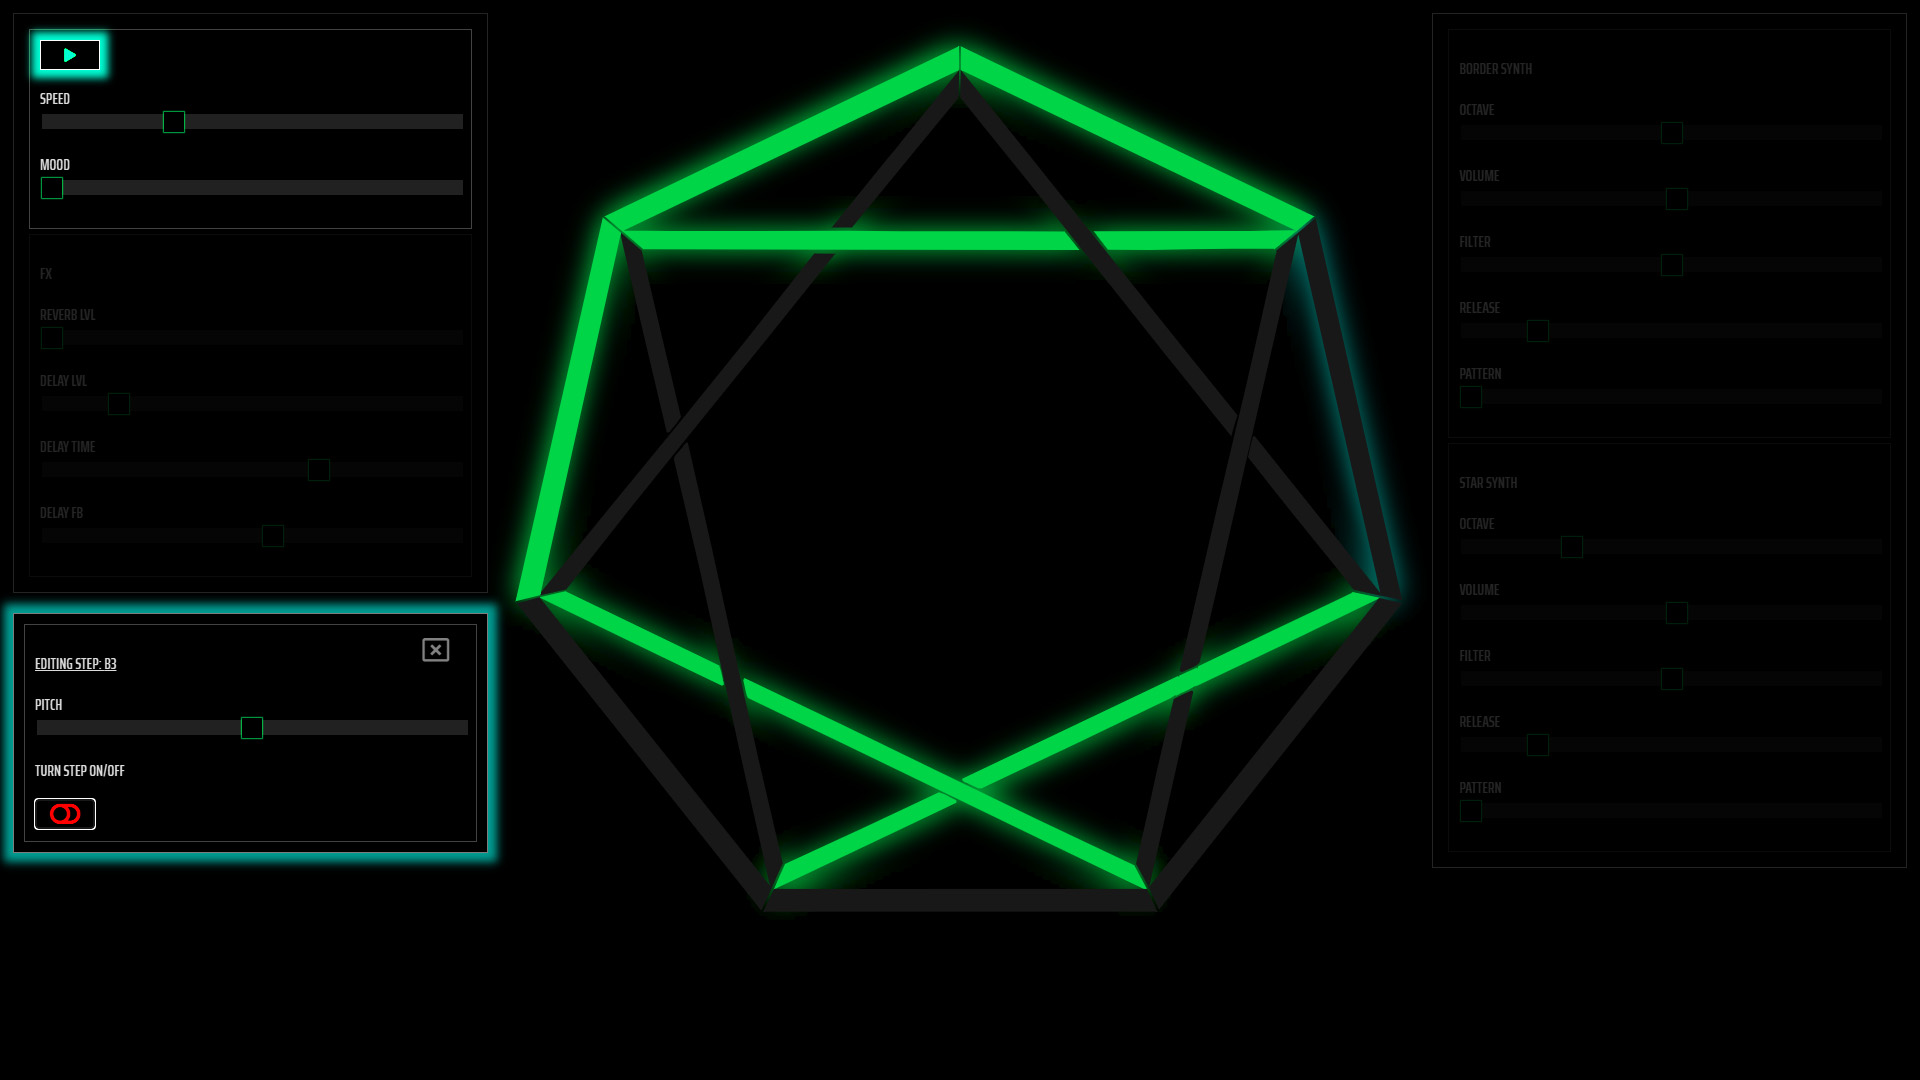 SPEED
MOOD
FX
REVERB LVL
DELAY LVL
DELAY TIME
DELAY FB
EDITING STEP: B3
PITCH
TURN STEP ON/OFF
BORDER SYNTH
OCTAVE
VOLUME
FILTER
RELEASE
PATTERN
STAR SYNTH
OCTAVE
VOLUME
FILTER
RELEASE
PATTERN